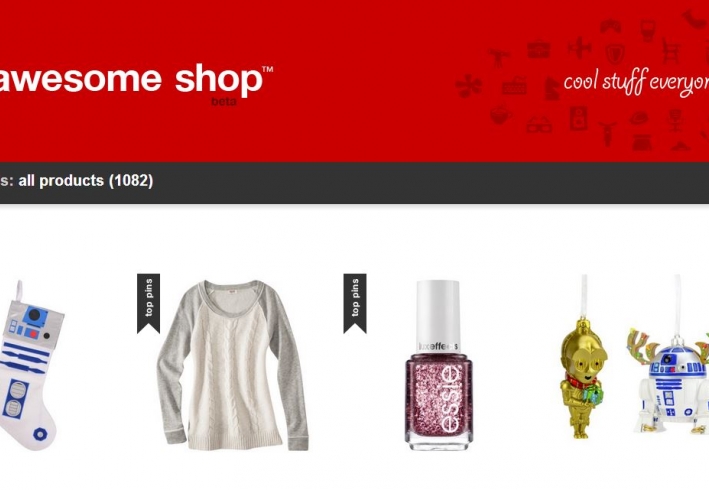 awesome shop™
beta
cool stuff everyon
s: all products (1082)
top pins
top pins
luxeffects
essie